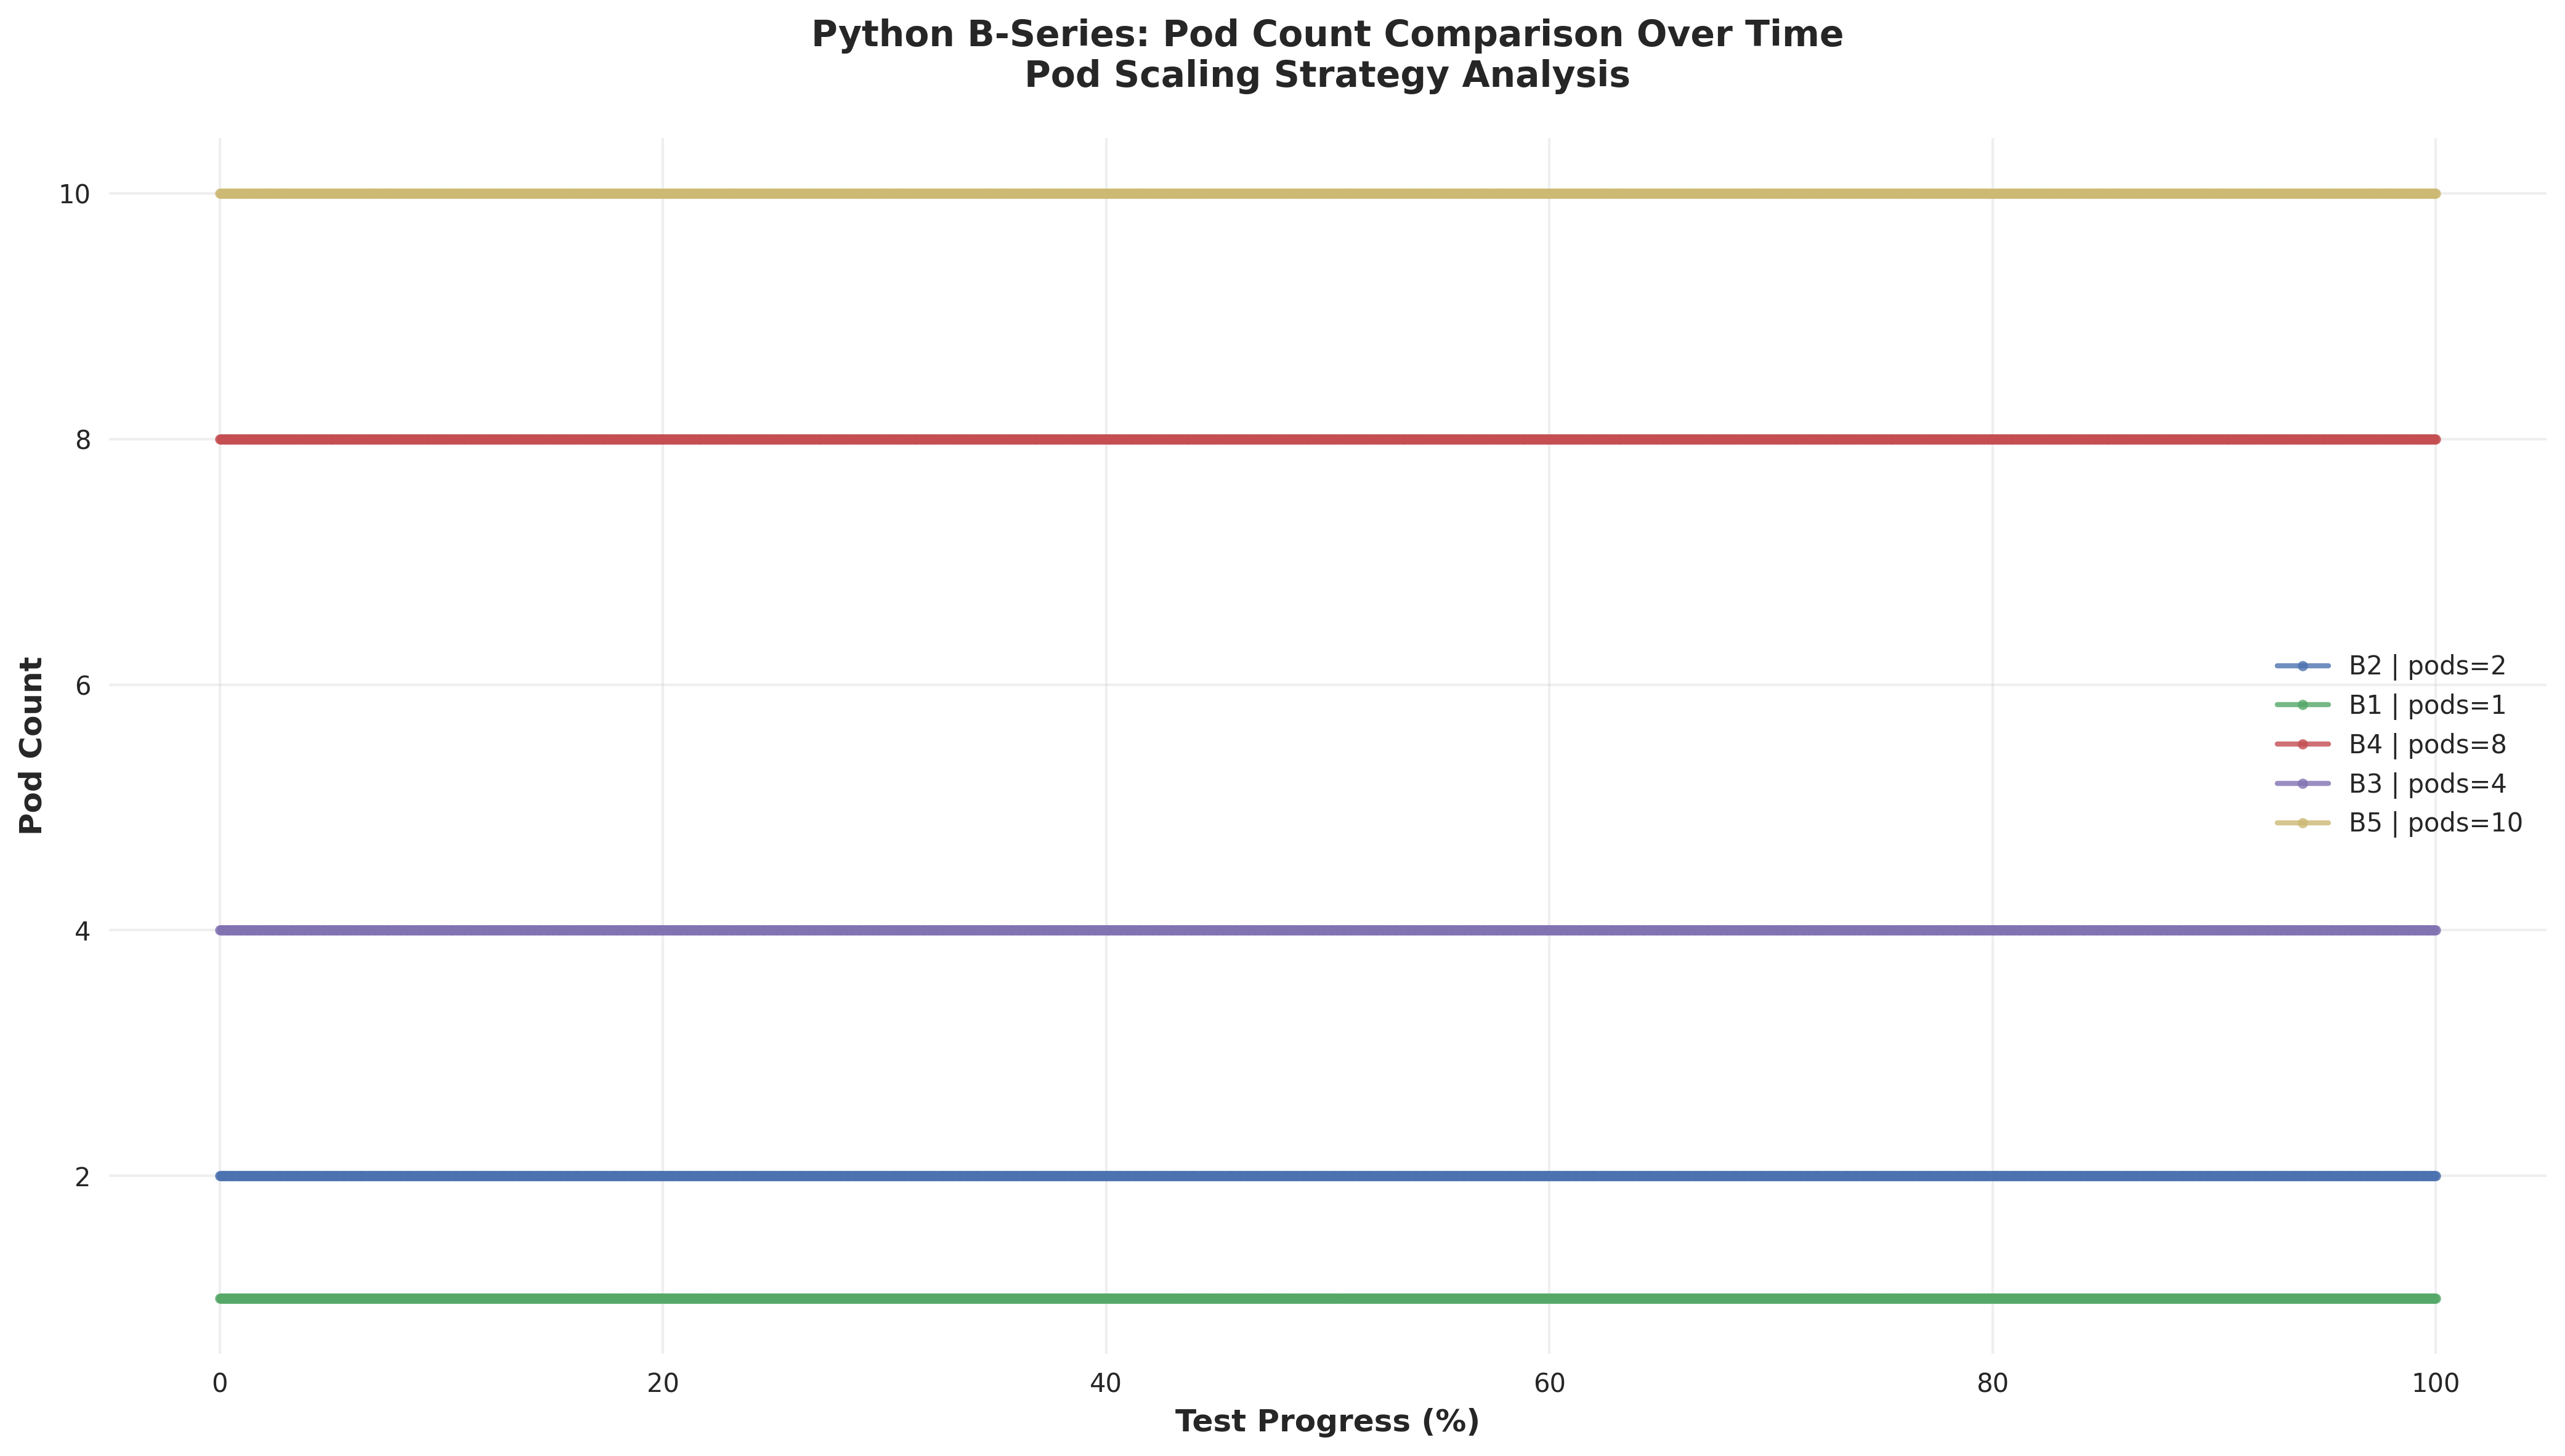 Python B-Series: Pod Count Comparison Over Time
Pod Scaling Strategy Analysis
Pod Count
10
8
6
4
2
B2 | pods=2
B1 | pods=1
B4 | pods=8
B3 | pods=4
B5 | pods=10
0
20
40
60
80
100
Test Progress (%)